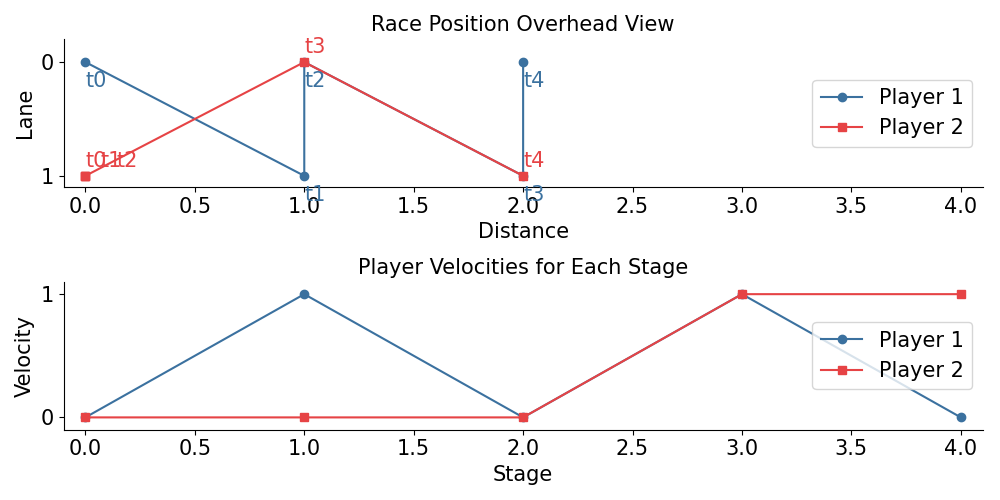 Race Position Overhead View
Lane
0
1
t0
t1
t2
t3
t4
t0
t1
t2
t3
t4
Player 1
Player 2
0.0 0.5 1.0 1.5 2.0 2.5 3.0 3.5 4.0
Distance
Player Velocities for Each Stage
Velocity
1
0
Player 1
Player 2
0.0 0.5 1.0 1.5 2.0 2.5 3.0 3.5 4.0
Stage